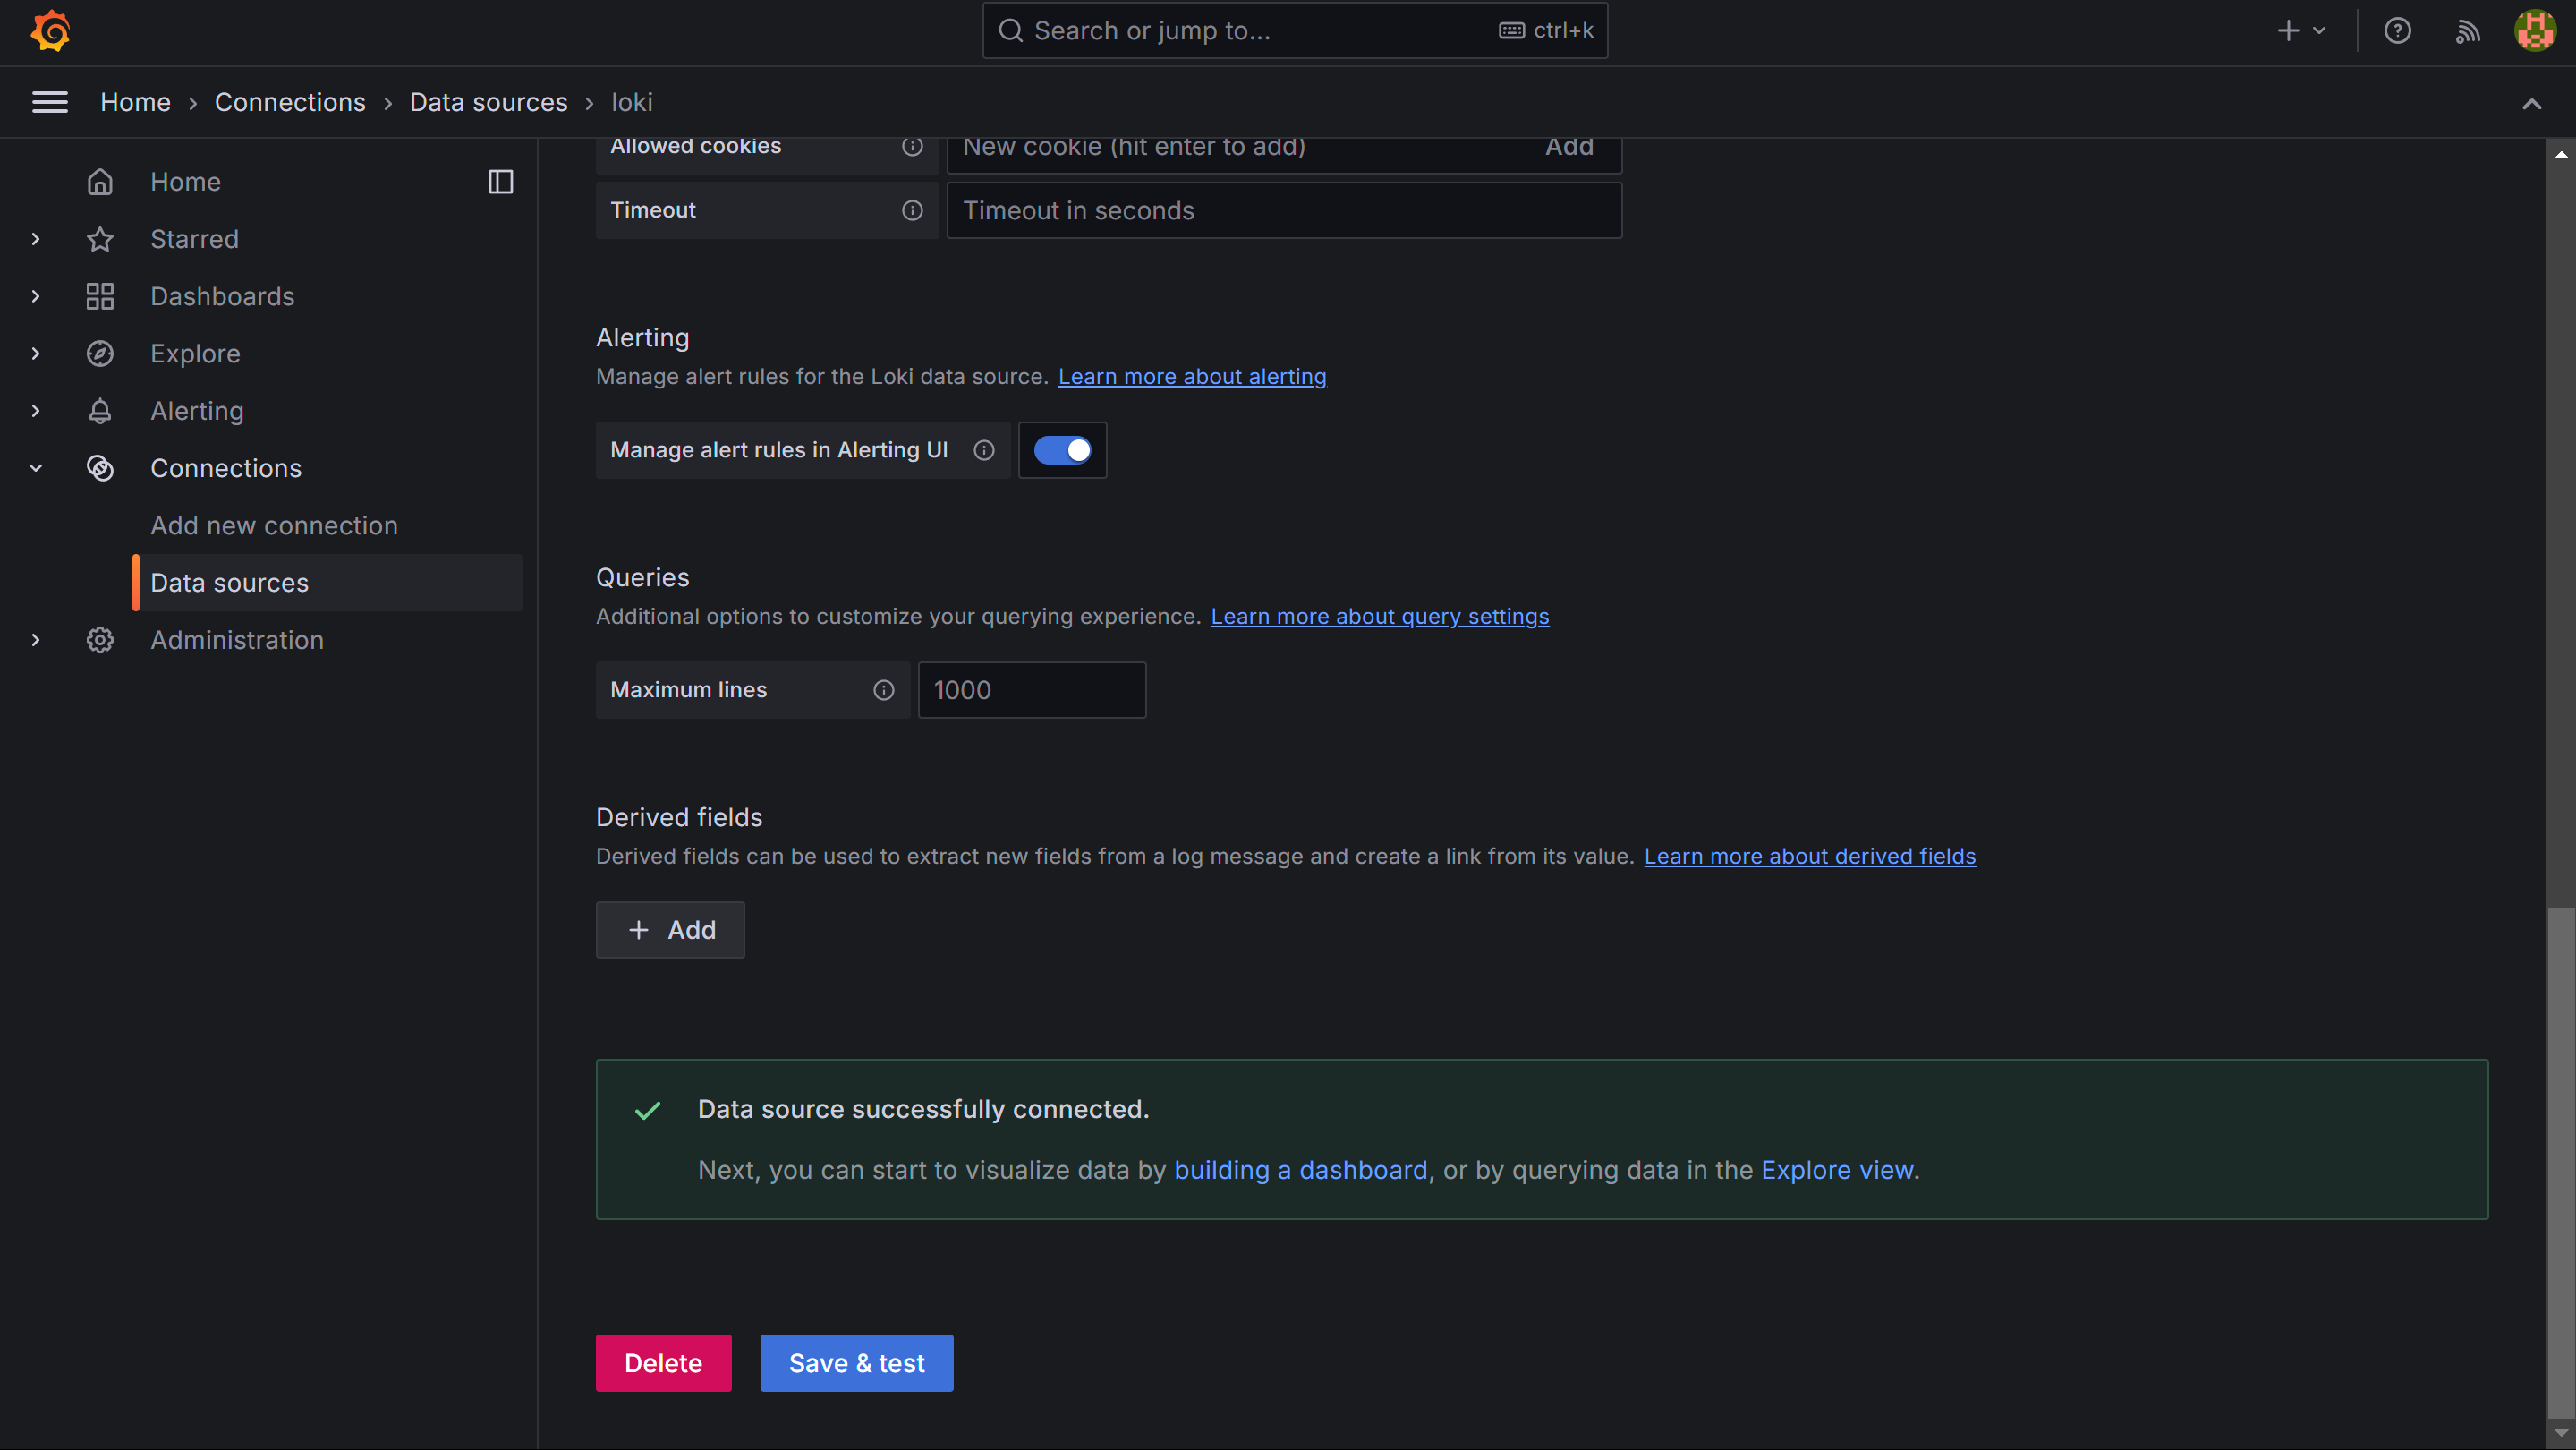 Search or jump to...
ctrl+k
Home
Connections
Data sources
loki
Home
Starred
Dashboards
Explore
Alerting
Connections
Add new connection
Data sources
Administration
Allowed cookies
New cookie (hit enter to add)
Add
Timeout
Timeout in seconds
Alerting
Manage alert rules for the Loki data source. Learn more about alerting
Manage alert rules in Alerting UI
Queries
Additional options to customize your querying experience. Learn more about query settings
Maximum lines
1000
Derived fields
Derived fields can be used to extract new fields from a log message and create a link from its value. Learn more about derived fields
Add
Data source successfully connected.
Next, you can start to visualize data by building a dashboard, or by querying data in the Explore view.
Delete
Save & test